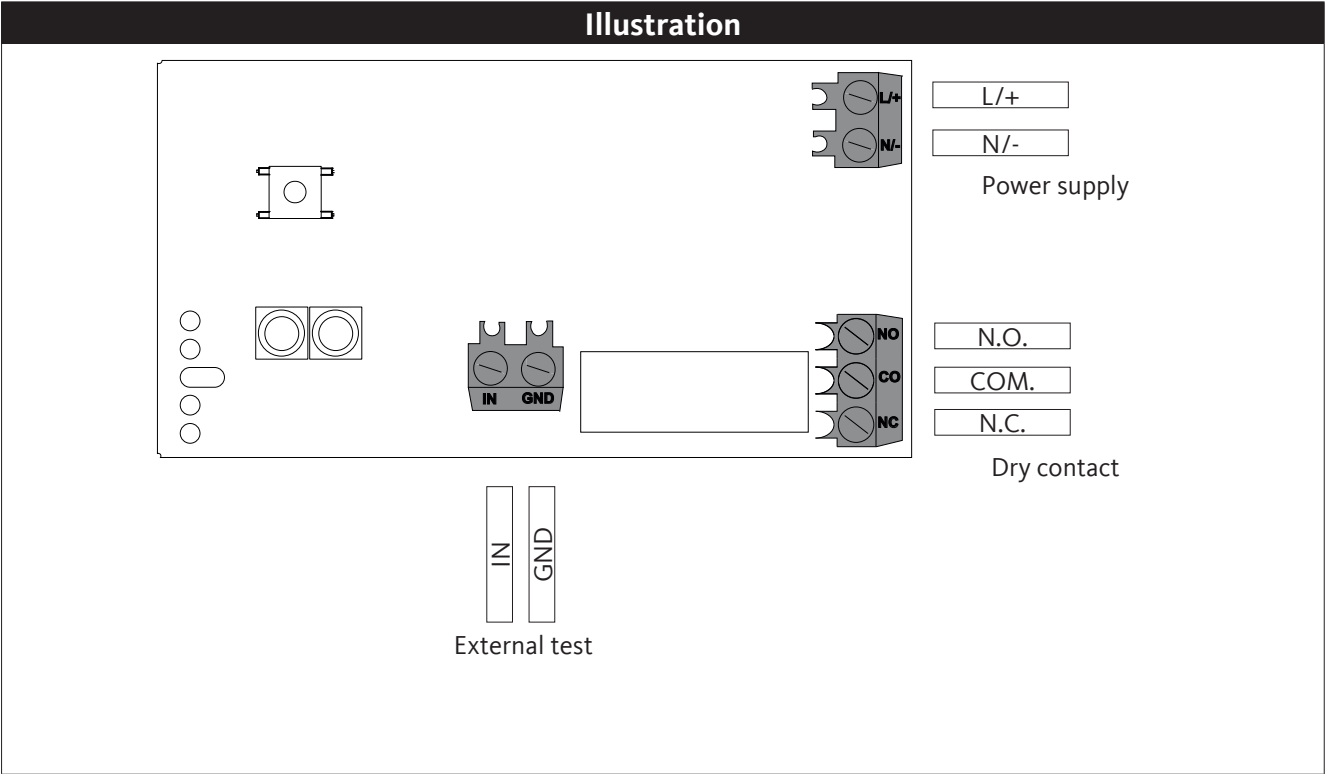 Illustration
L/+
L/+
N/-
N/-
Power supply
NO
N.O.
CO
COM.
NC
N.C.
IN GND
Dry contact
IN
GND
External test